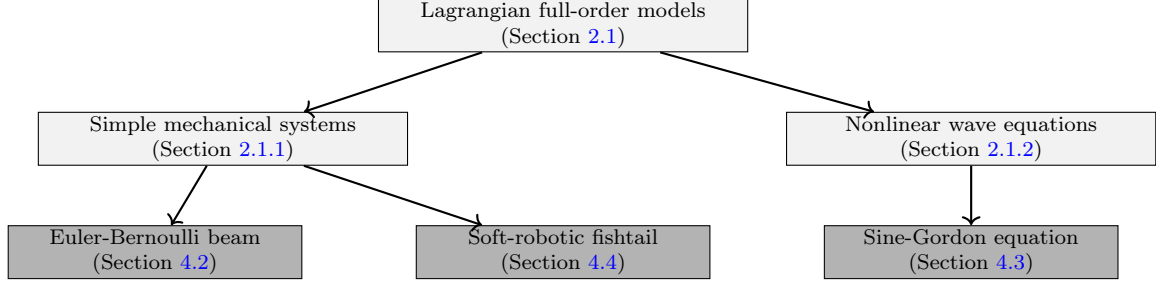 Lagrangian full-order models
(Section 2.1)
Simple mechanical systems
(Section 2.1.1)
Nonlinear wave equations
(Section 2.1.2)
Euler-Bernoulli beam
(Section 4.2)
Soft-robotic fishtail
(Section 4.4)
Sine-Gordon equation
(Section 4.3)